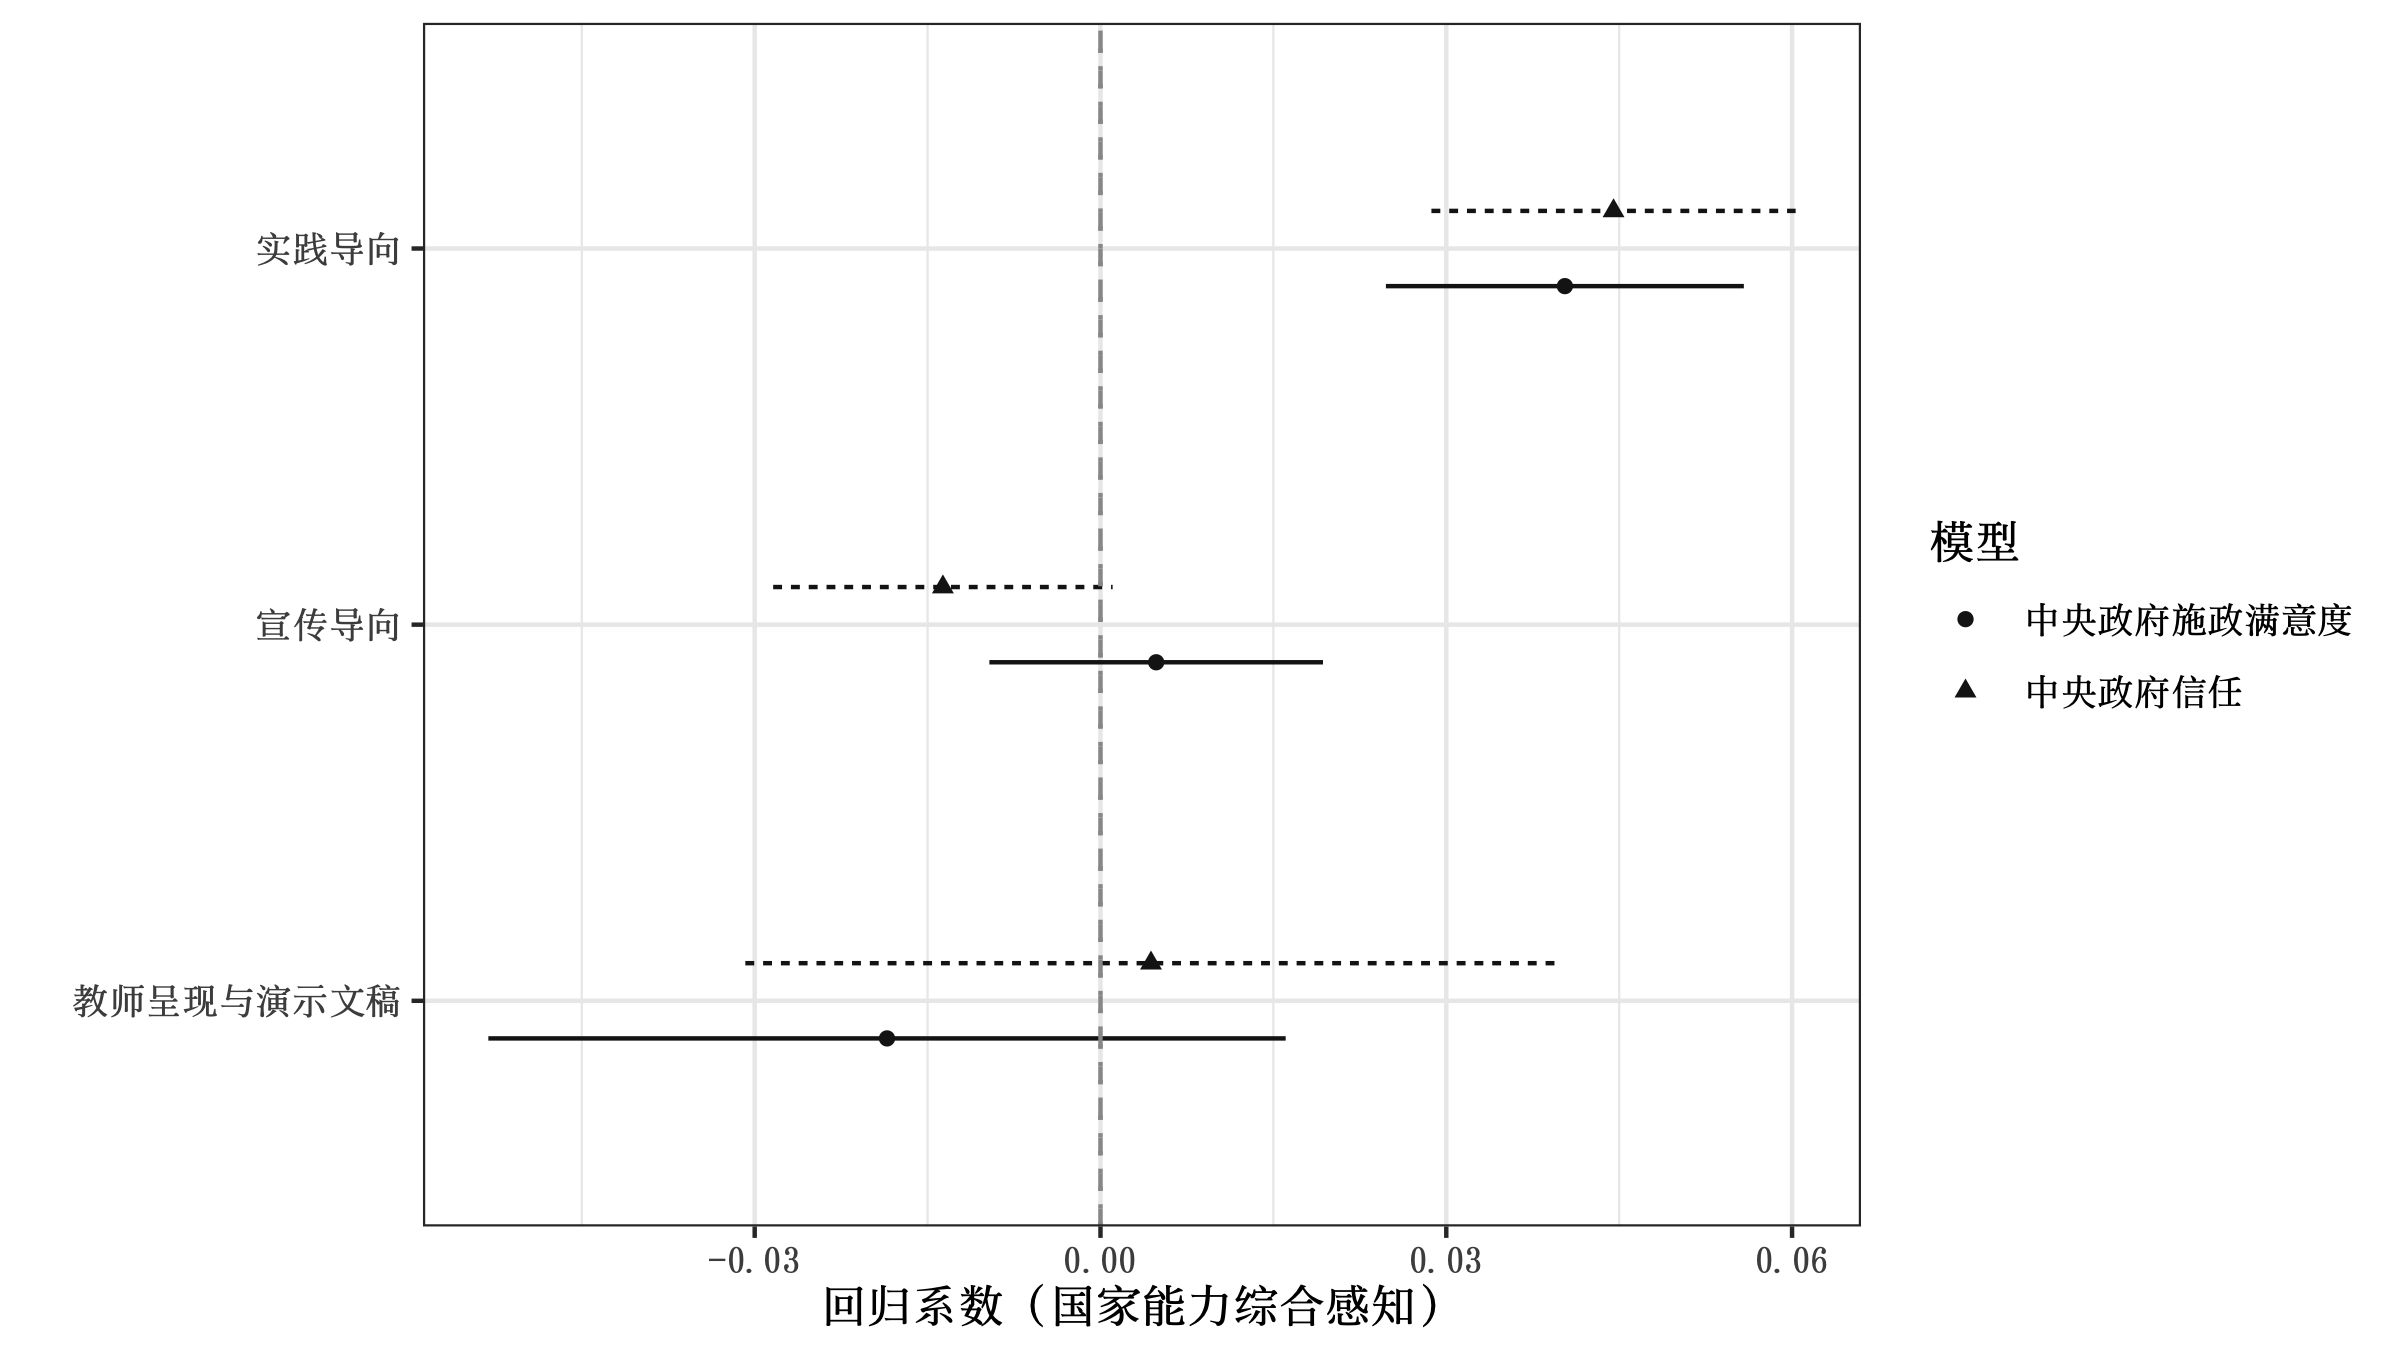 实践导向
宣传导向
教师呈现与演示文稿
-0.03
0.00
0.03
0.06
回归系数（国家能力综合感知）
模型
中央政府施政满意度
中央政府信任